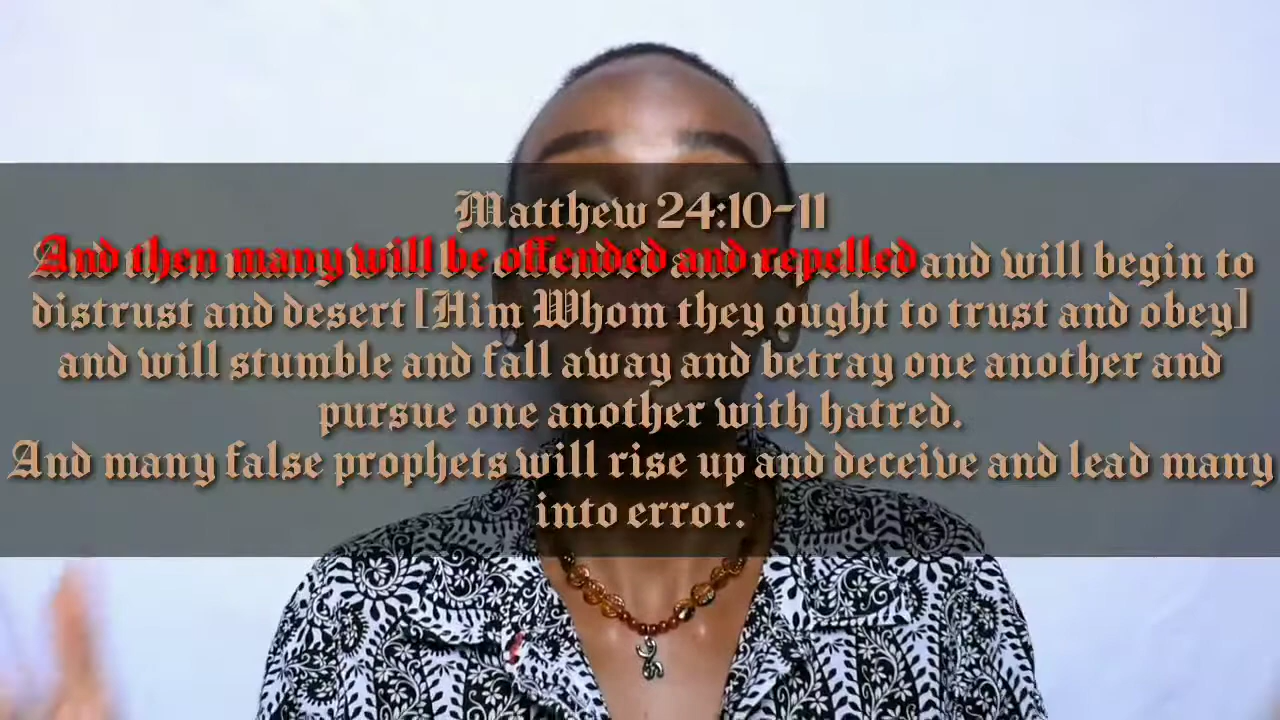 Matthew 24:10-11
And then many will be offended and repelled and will begin to
distrust and desert [Him Whom they ought to trust and obey]
and will stumble and fall away and betray one another and
pursue one another with hatred.
And many false prophets will rise up and deceive and lead many
into error.